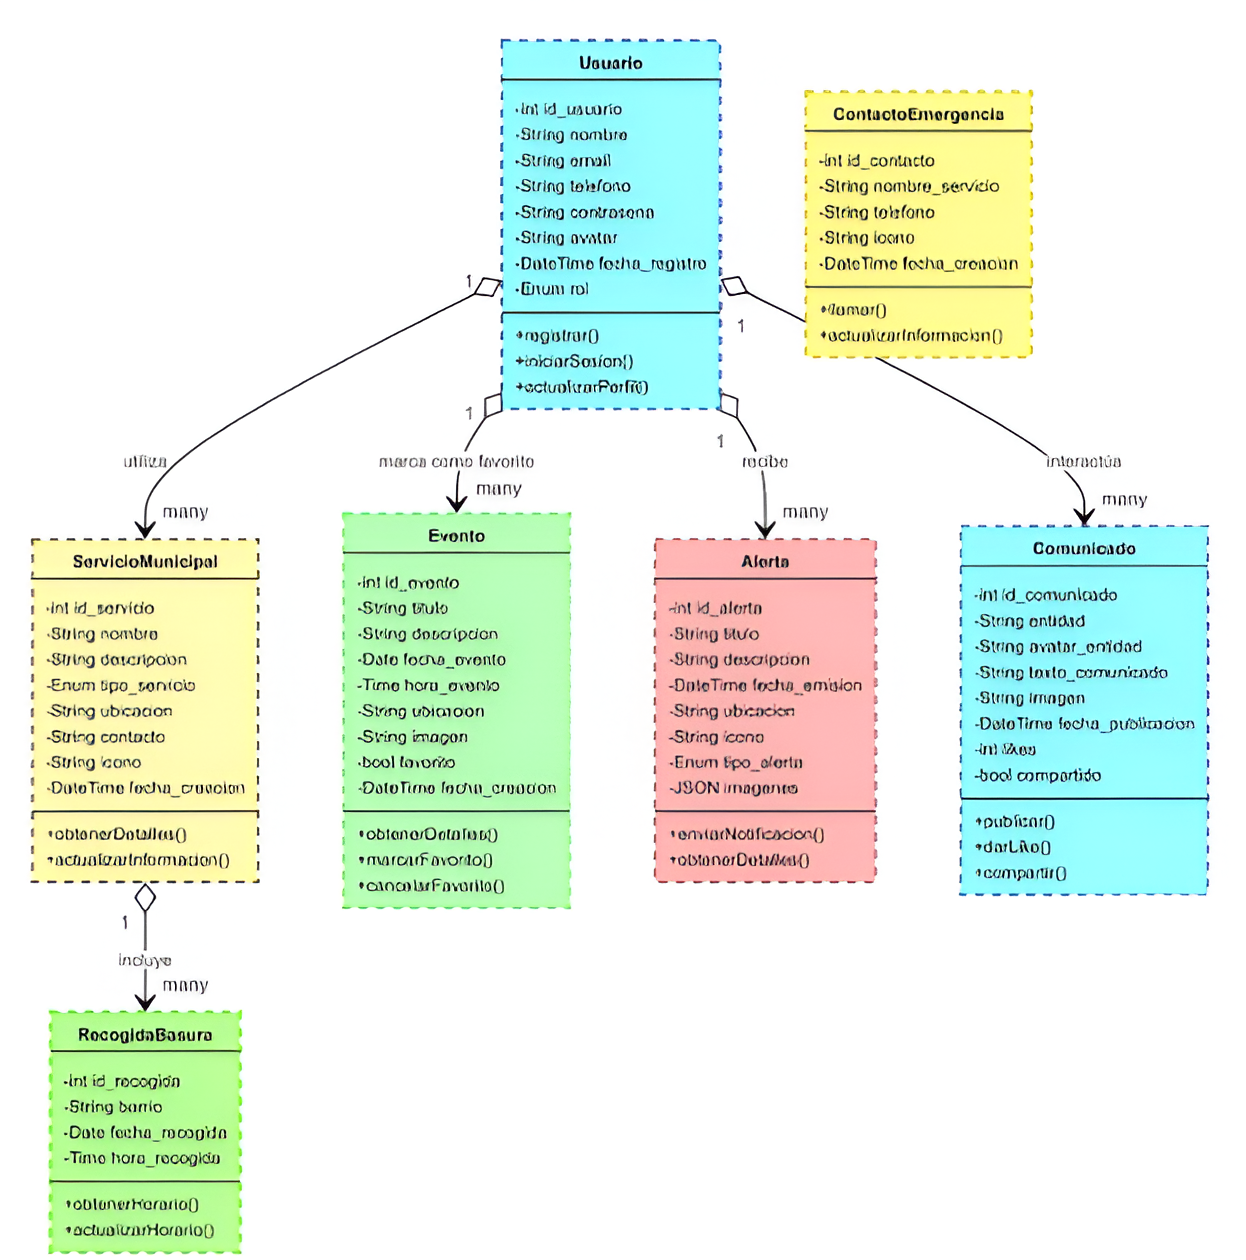 Usuario
-Int id_usuario
-String nombre
-String email
-String telefono
-String contrasena
-String avatar
-DateTime fecha_registro
-Enum rol
+registrar()
+iniciarSesion()
+actualizarPerfil()
ContactoEmergencia
-Int id_contacto
-String nombre_servicio
-String telefono
-String icono
-DateTime fecha_creacion
+llamar()
+actualizarInformacion()
1
1
1
1
utiliza
marca como favorito
recibe
interactúa
many
many
many
many
ServicioMunicipal
-Int id_servicio
-String nombre
-String descripcion
-Enum tipo_servicio
-String ubicacion
-String contacto
-String icono
-DateTime fecha_creacion
+obtenerDetalles()
+actualizarInformacion()
Evento
-Int id_evento
-String titulo
-String descripcion
-Date fecha_evento
-Time hora_evento
-String ubicacion
-String imagen
-bool favorito
-DateTime fecha_creacion
+obtenerDetalles()
+marcarFavorito()
+cancelarFavorito()
Alerta
-Int id_alerta
-String titulo
-String descripcion
-DateTime fecha_emision
-String ubicacion
-String icono
-Enum tipo_alerta
-JSON imagenes
+enviarNotificacion()
+obtenerDetalles()
Comunicado
-Int id_comunicado
-String entidad
-String avatar_entidad
-String texto_comunicado
-String imagen
-DateTime fecha_publicacion
-Int likes
-bool compartido
+publicar()
+darLike()
+compartir()
1
incluye
many
RecogidaBasura
-Int id_recogida
-String barrio
-Date fecha_recogida
-Time hora_recogida
+obtenerHorario()
+actualizarHorario()